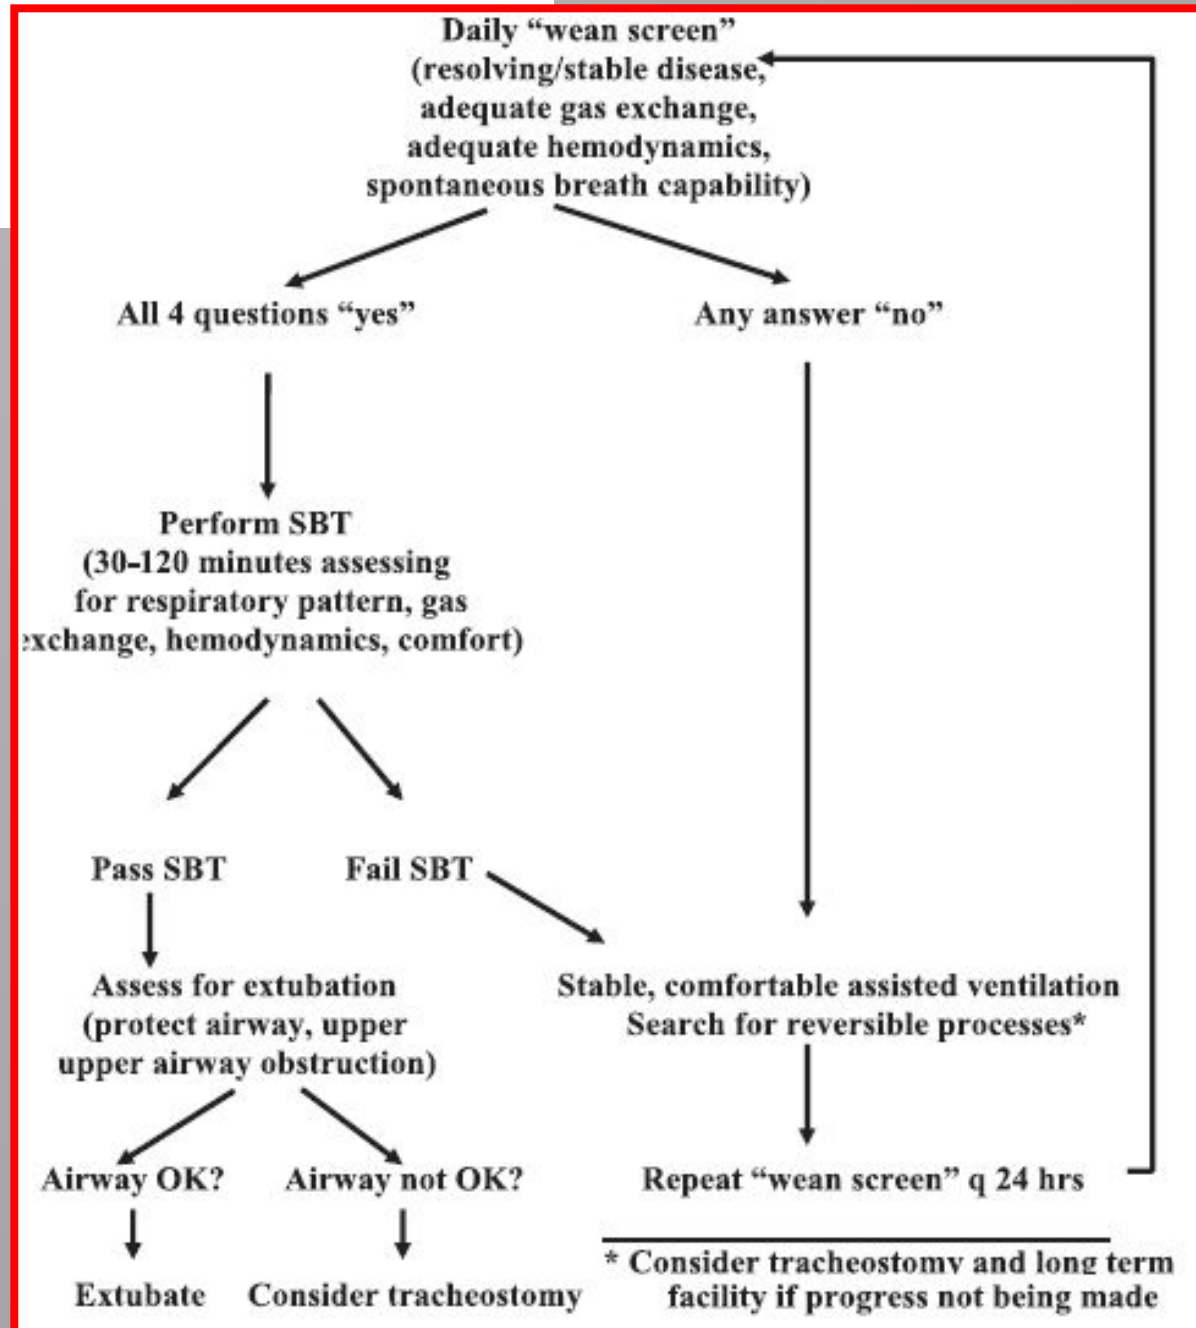 Daily “wean screen”
(resolving/stable disease,
adequate gas exchange,
adequate hemodynamics,
spontaneous breath capability)
All 4 questions “yes”
Any answer “no”
Perform SBT
(30-120 minutes assessing
for respiratory pattern, gas
xchange, hemodynamics, comfort)
Pass SBT
Fail SBT
Assess for extubation
(protect airway, upper
upper airway obstruction)
Stable, comfortable assisted ventilation
Search for reversible processes*
Airway OK?
Airway not OK?
Repeat “wean screen” q 24 hrs
Extubate
Consider tracheostomy
* Consider tracheostomy and long term
facility if progress not being made